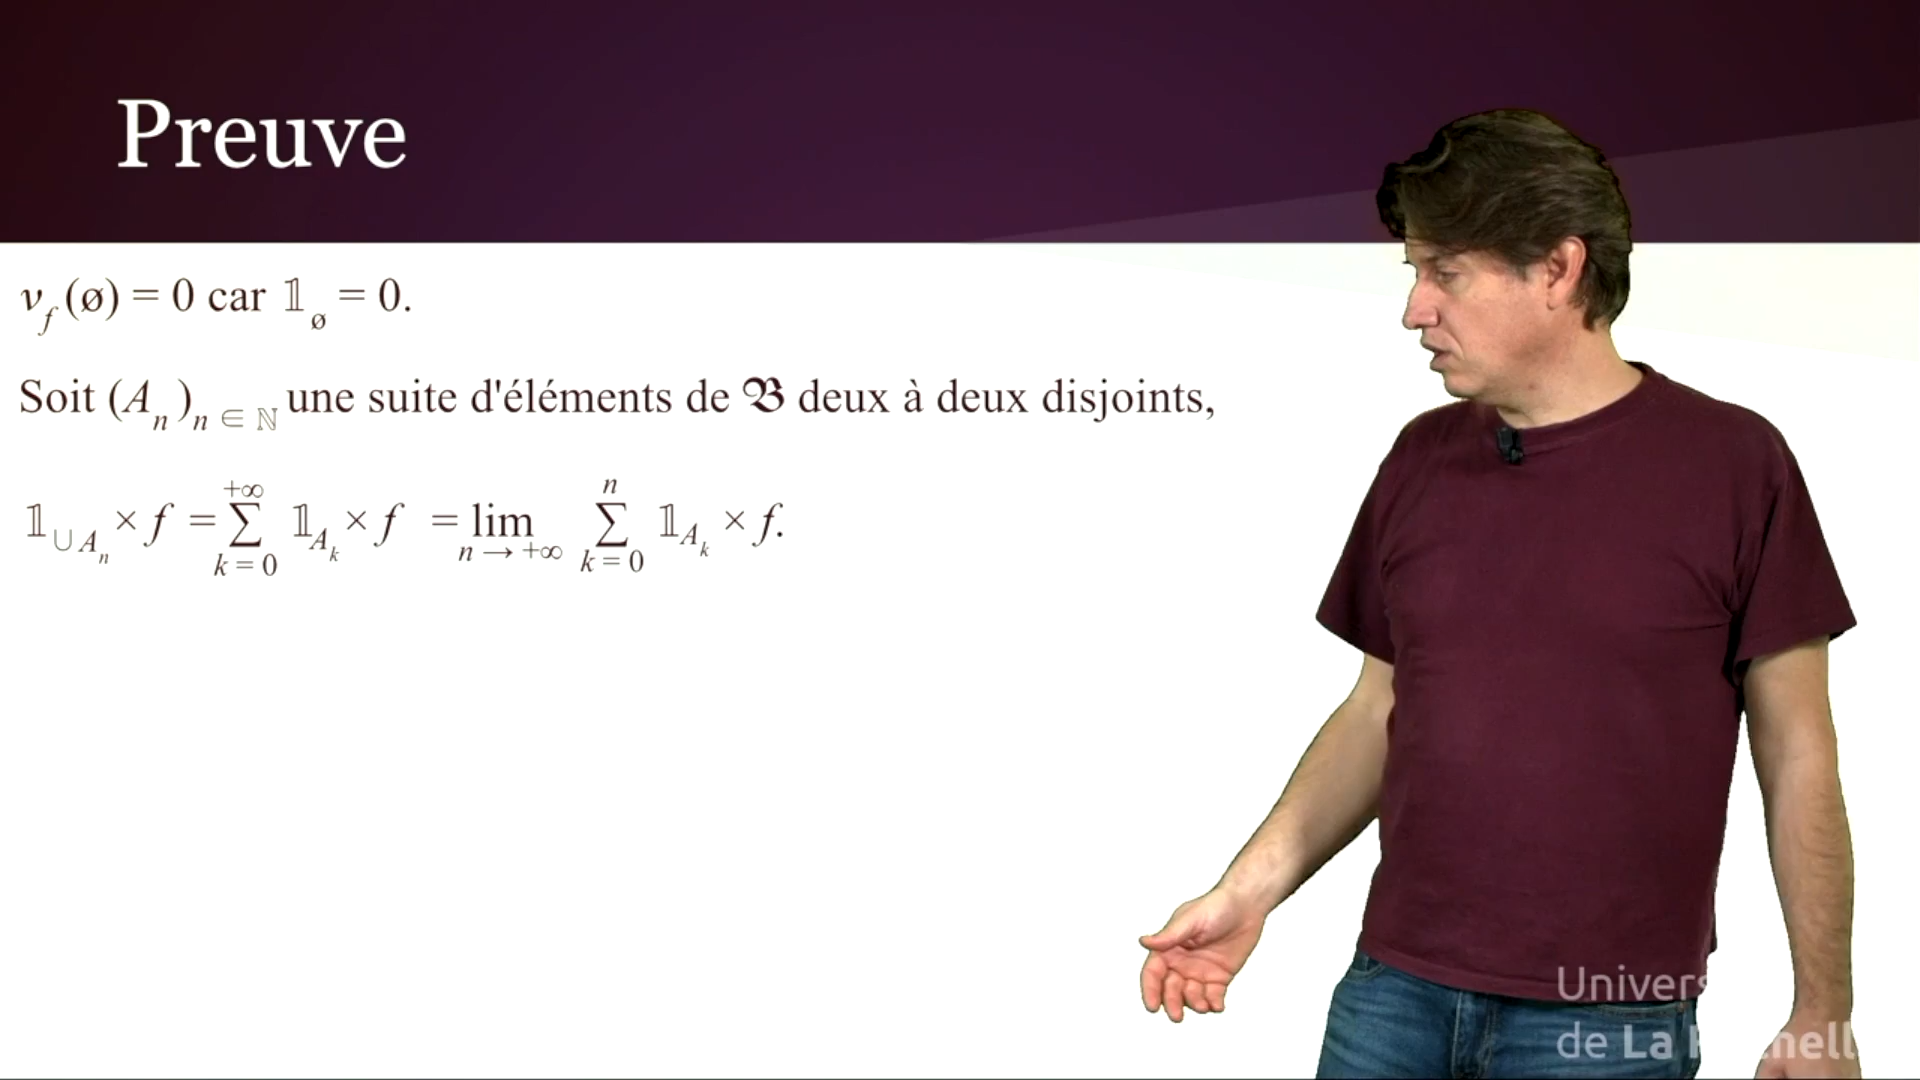 Preuve
ν_f(ø) = 0 car 𝟙_ø = 0.
Soit (A_n)_{n ∈ ℕ} une suite d'éléments de 𝔅 deux à deux disjoints,
𝟙_{∪A_n} × f = ∑_{k=0}^{+∞} 𝟙_{A_k} × f = lim_{n → +∞} ∑_{k=0}^{n} 𝟙_{A_k} × f.
de La